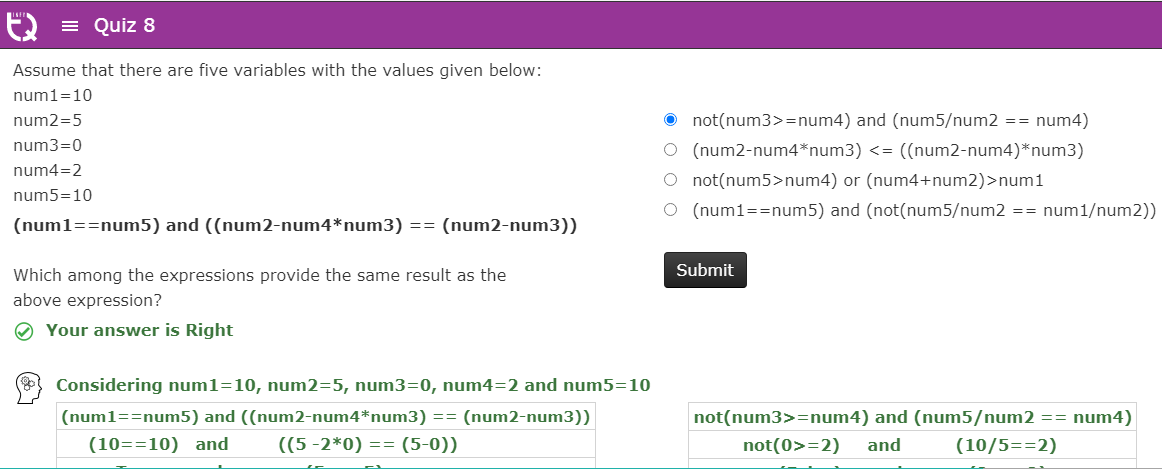 Quiz 8
Assume that there are five variables with the values given below:
num1=10
num2=5
num3=0
num4=2
num5=10
(num1==num5) and ((num2-num4*num3) == (num2-num3))
Which among the expressions provide the same result as the
above expression?
Your answer is Right
not(num3>=num4) and (num5/num2 == num4)
(num2-num4*num3) <= ((num2-num4)*num3)
not(num5>num4) or (num4+num2)>num1
(num1==num5) and (not(num5/num2 == num1/num2))
Submit
Considering num1=10, num2=5, num3=0, num4=2 and num5=10
(num1==num5) and ((num2-num4*num3) == (num2-num3))
(10==10) and ((5 -2*0) == (5-0))
not(num3>=num4) and (num5/num2 == num4)
not(0>=2) and (10/5==2)